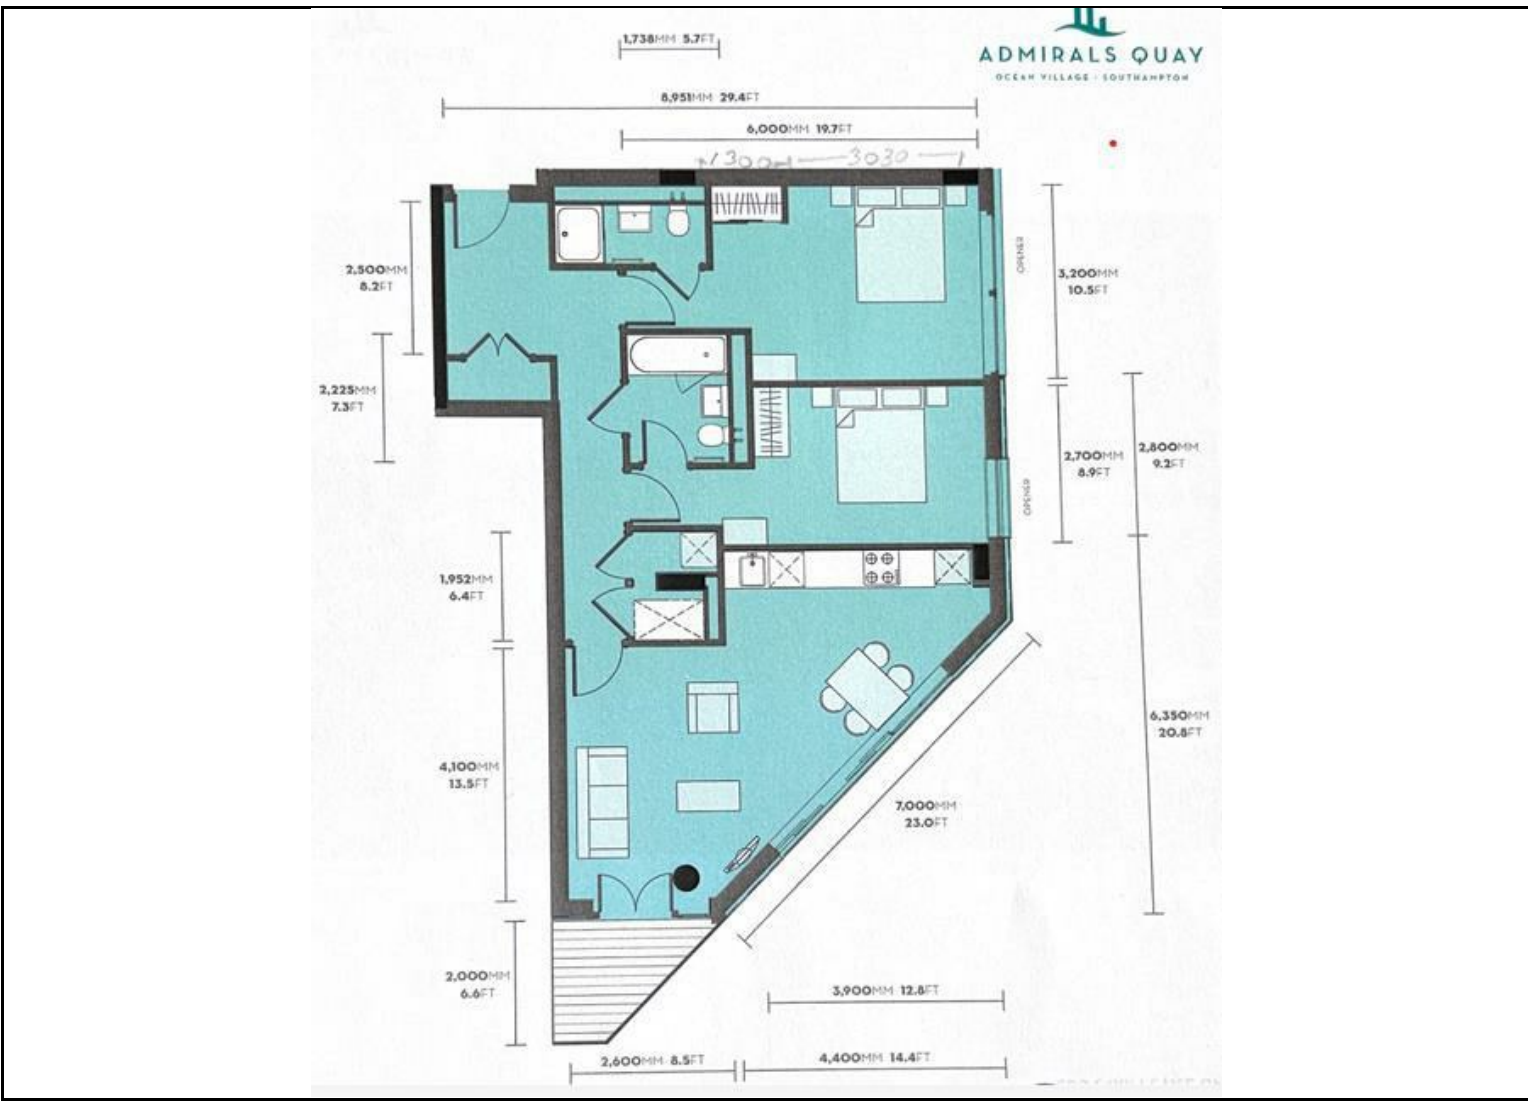 1,738MM 5.7FT
ADMIRALS QUAY
OCEAN VILLAGE · SOUTHAMPTON
8,951MM 29.4FT
6,000MM 19.7FT
1300 3030
2,500MM
8.2FT
3,200MM
10.5FT
2,225MM
7.3FT
2,700MM
8.9FT
2,800MM
9.2FT
1,952MM
6.4FT
6,350MM
20.8FT
4,100MM
13.5FT
7,000MM
23.0FT
2,000MM
6.6FT
3,900MM 12.8FT
2,600MM 8.5FT
4,400MM 14.4FT